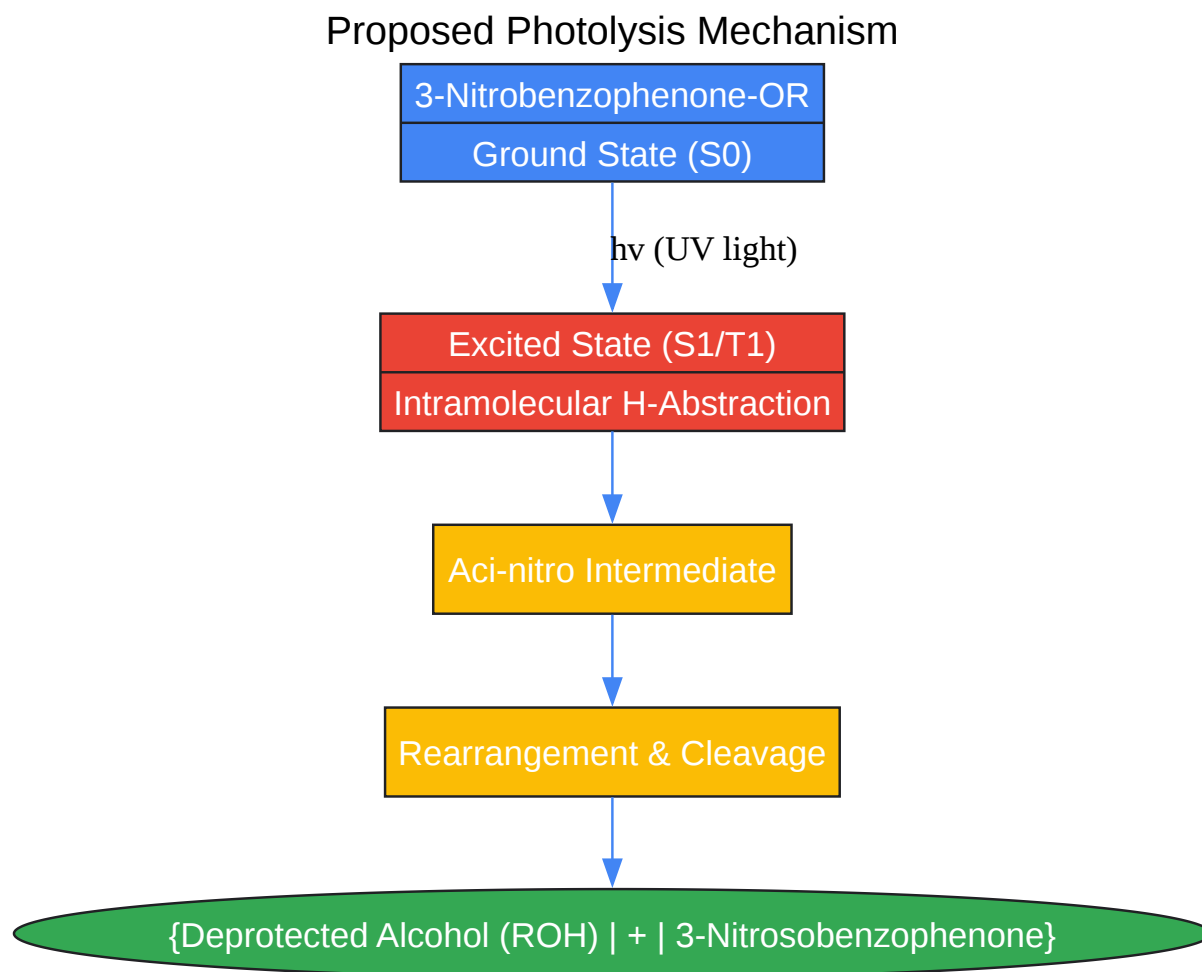 Proposed Photolysis Mechanism
3-Nitrobenzophenone-OR
Ground State (S0)
hv (UV light)
Excited State (S1/T1)
Intramolecular H-Abstraction
Aci-nitro Intermediate
Rearrangement & Cleavage
{Deprotected Alcohol (ROH) | + | 3-Nitrosobenzophenone}